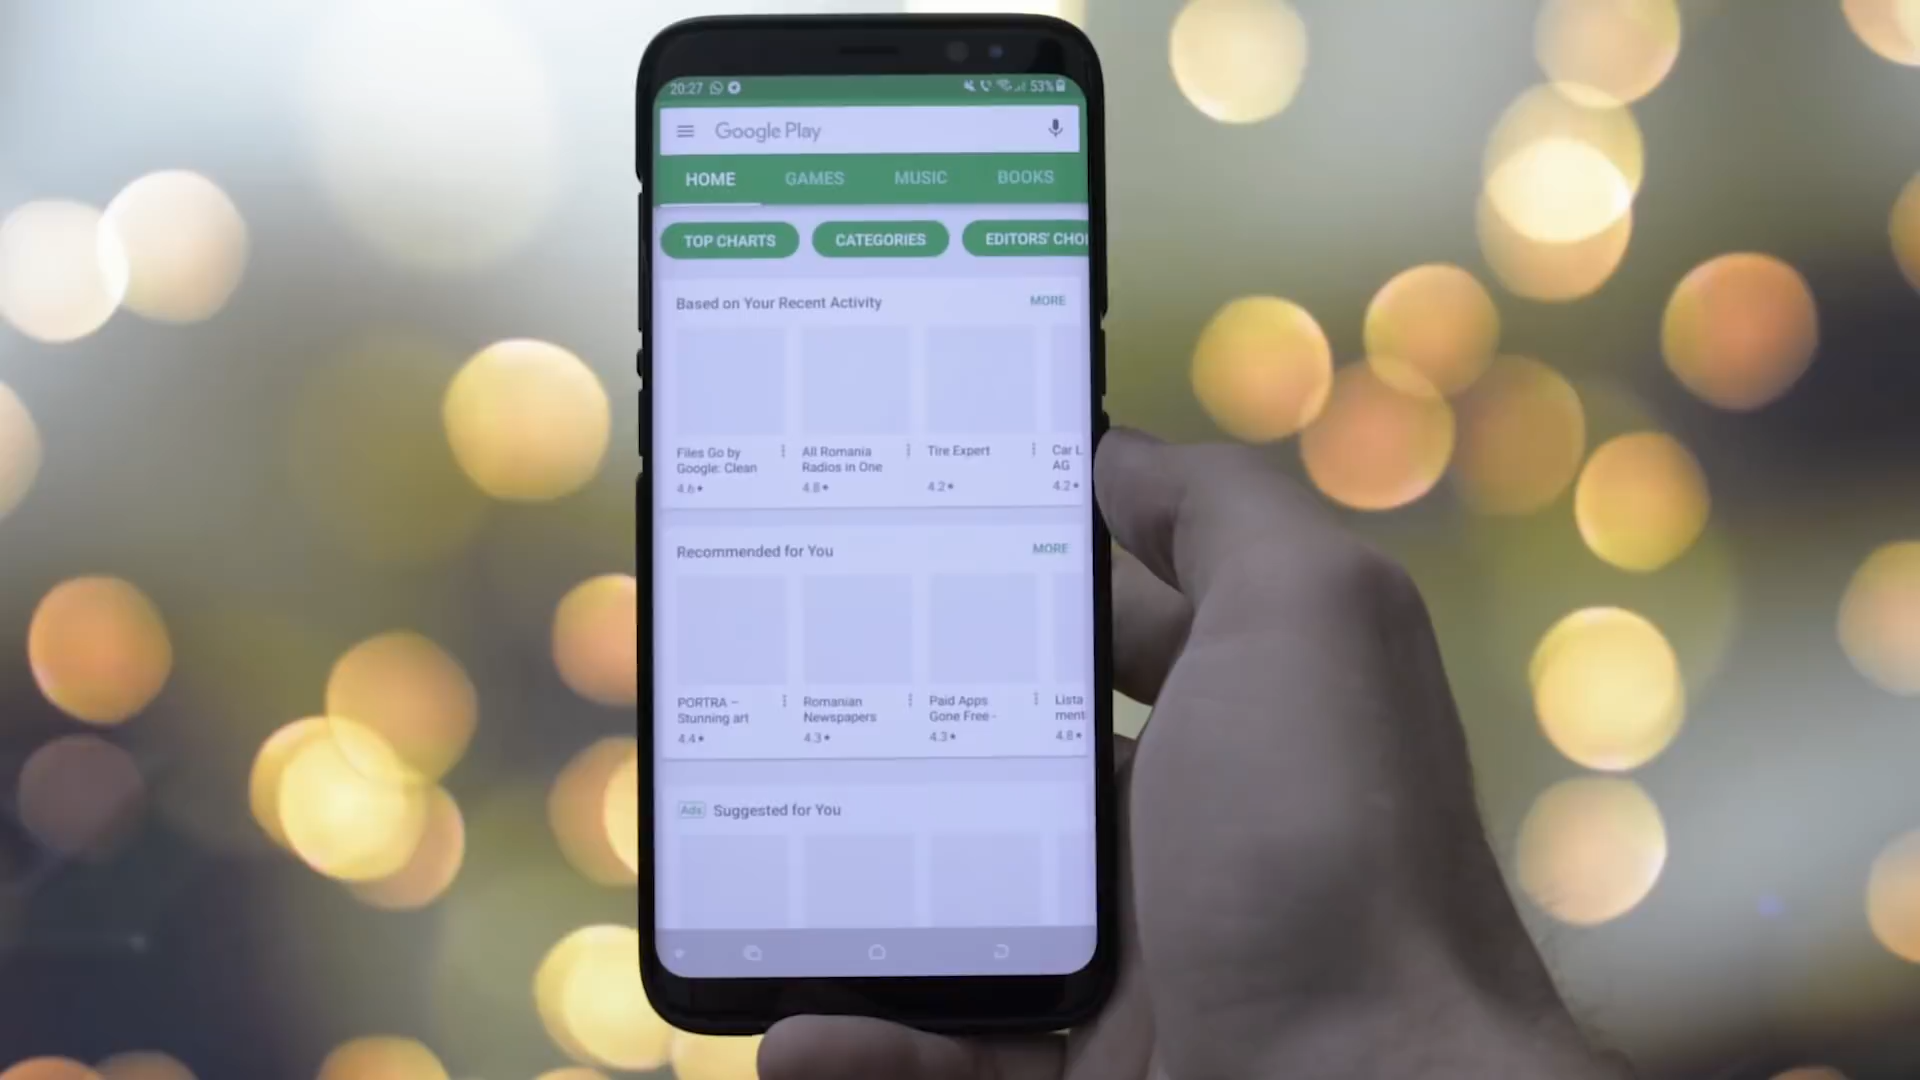 20:27 53%
Google Play
HOME GAMES MUSIC BOOKS
TOP CHARTS CATEGORIES EDITORS' CHOI
Based on Your Recent Activity MORE
Files Go by
Google: Clean
4.6
All Romania
Radios in One
4.8
Tire Expert
4.2
Car L
AG
4.2
Recommended for You MORE
PORTRA –
Stunning art
4.4
Romanian
Newspapers
4.3
Paid Apps
Gone Free -
4.3
Lista
ment
4.8
Ads Suggested for You